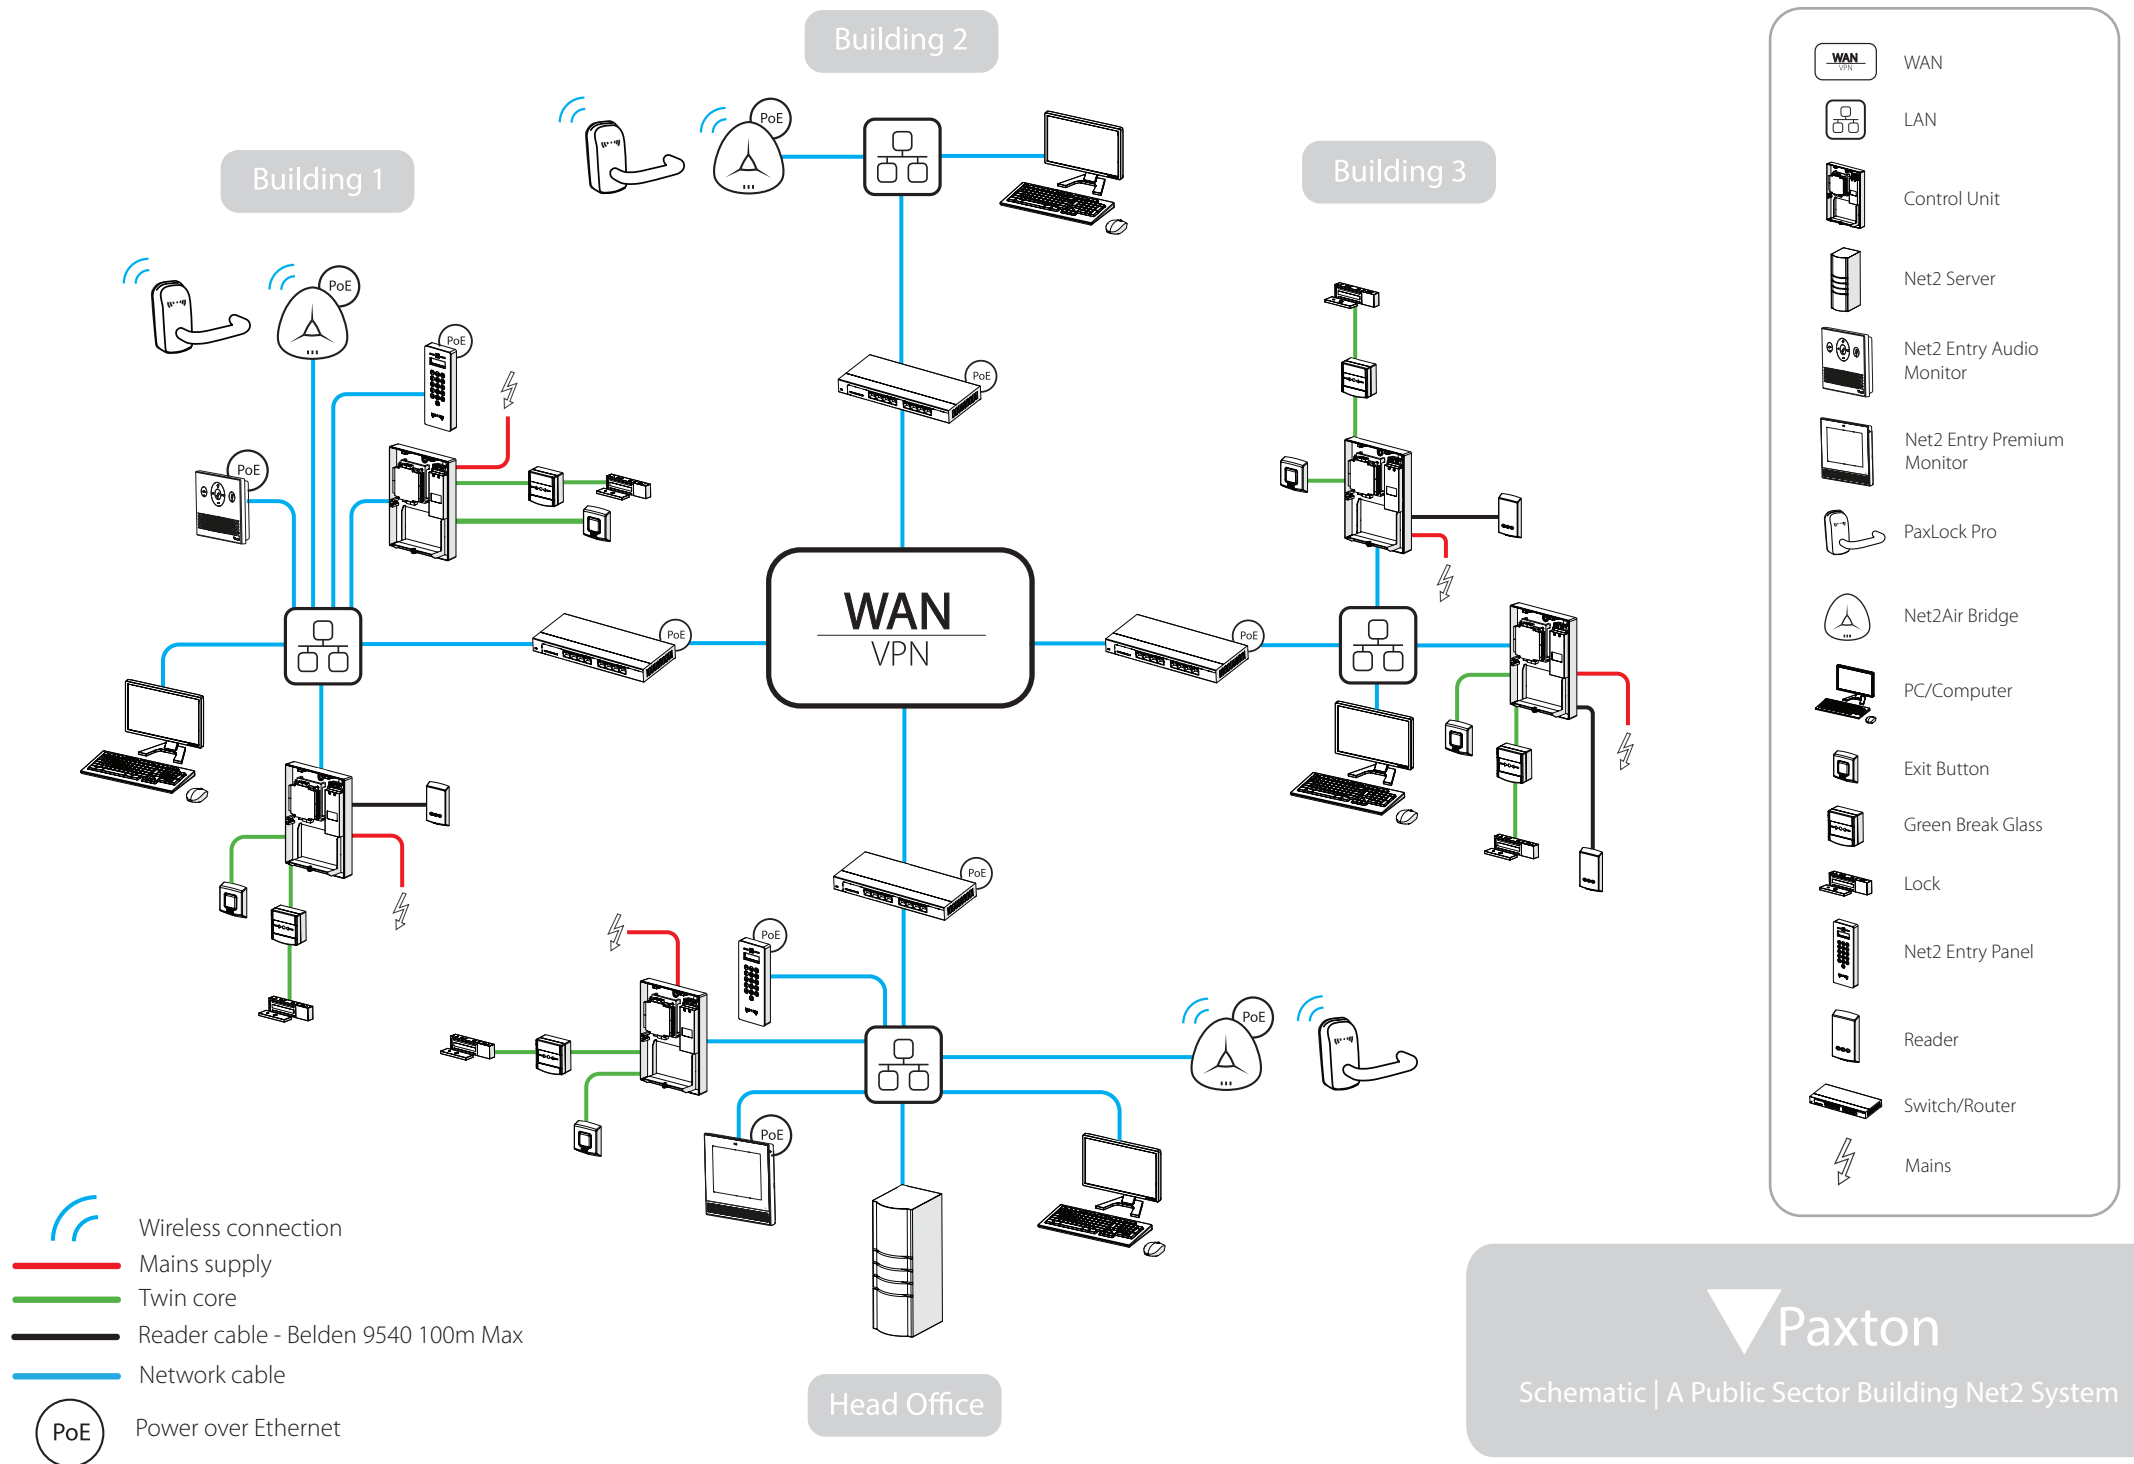 Building 2
PoE
Building 1
Building 3
PoE
PoE
PoE
PoE
WAN
VPN
PoE
PoE
PoE
PoE
PoE
PoE
Head Office
Wireless connection
Mains supply
Twin core
Reader cable - Belden 9540 100m Max
Network cable
PoE
Power over Ethernet
WAN
VPN
WAN
LAN
Control Unit
Net2 Server
Net2 Entry Audio
Monitor
Net2 Entry Premium
Monitor
PaxLock Pro
Net2Air Bridge
PC/Computer
Exit Button
Green Break Glass
Lock
Net2 Entry Panel
Reader
Switch/Router
Mains
Paxton
Schematic | A Public Sector Building Net2 System